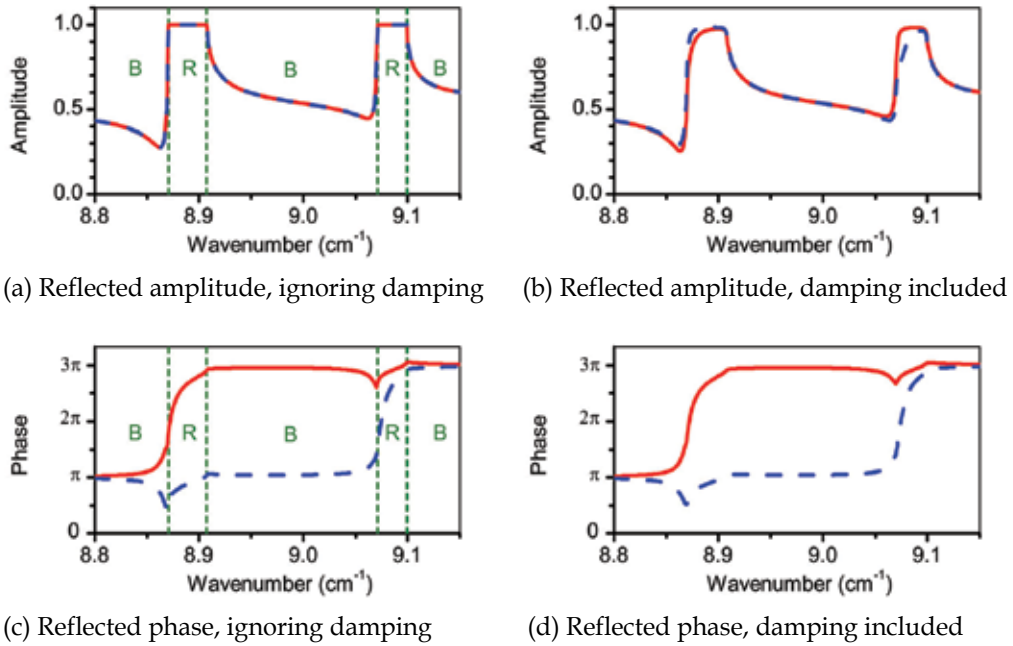 1.0
0.5
0.0
Amplitude
B R B R B
8.8 8.9 9.0 9.1
Wavenumber (cm⁻¹)
(a) Reflected amplitude, ignoring damping
1.0
0.5
0.0
Amplitude
8.8 8.9 9.0 9.1
Wavenumber (cm⁻¹)
(b) Reflected amplitude, damping included
3π
2π
π
0
Phase
B R B R B
8.8 8.9 9.0 9.1
Wavenumber (cm⁻¹)
(c) Reflected phase, ignoring damping
3π
2π
π
0
Phase
8.8 8.9 9.0 9.1
Wavenumber (cm⁻¹)
(d) Reflected phase, damping included